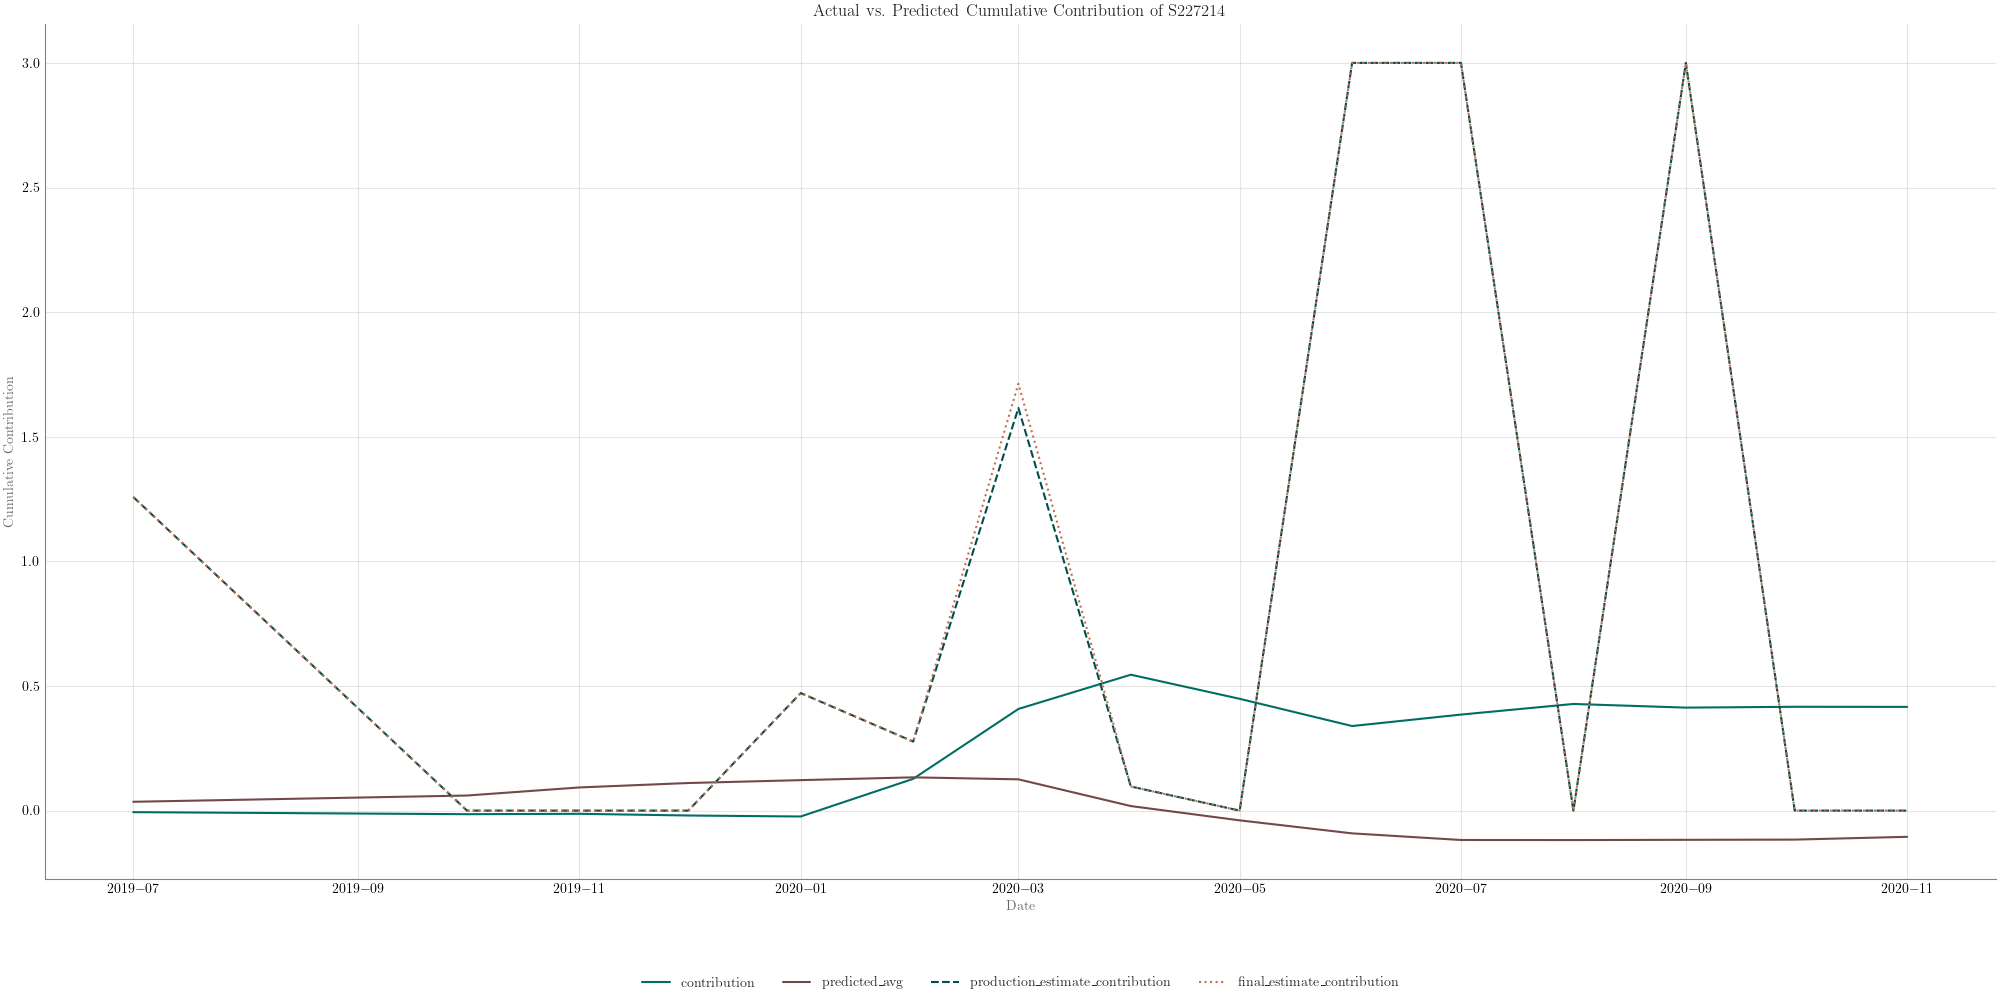 Actual vs. Predicted Cumulative Contribution of S227214
3.0
2.5
2.0
1.5
1.0
0.5
0.0
Cumulative Contribution
2019−07 2019−09 2019−11 2020−01 2020−03 2020−05 2020−07 2020−09 2020−11
Date
contribution predicted_avg production_estimate_contribution final_estimate_contribution